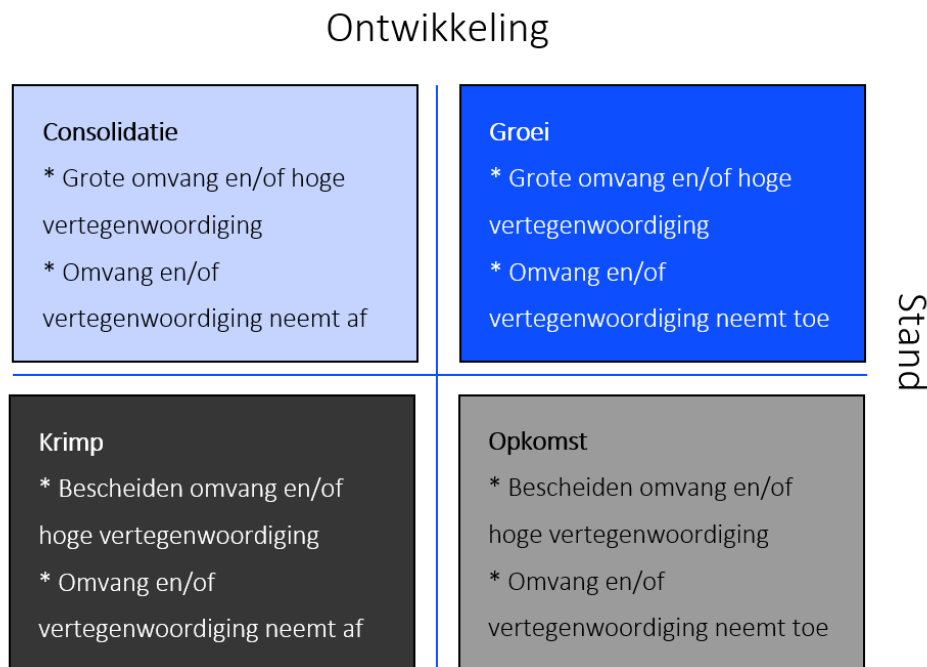 Ontwikkeling
Consolidatie
* Grote omvang en/of hoge
vertegenwoordiging
* Omvang en/of
vertegenwoordiging neemt af
Groei
* Grote omvang en/of hoge
vertegenwoordiging
* Omvang en/of
vertegenwoordiging neemt toe
Stand
Krimp
* Bescheiden omvang en/of
hoge vertegenwoordiging
* Omvang en/of
vertegenwoordiging neemt af
Opkomst
* Bescheiden omvang en/of
hoge vertegenwoordiging
* Omvang en/of
vertegenwoordiging neemt toe